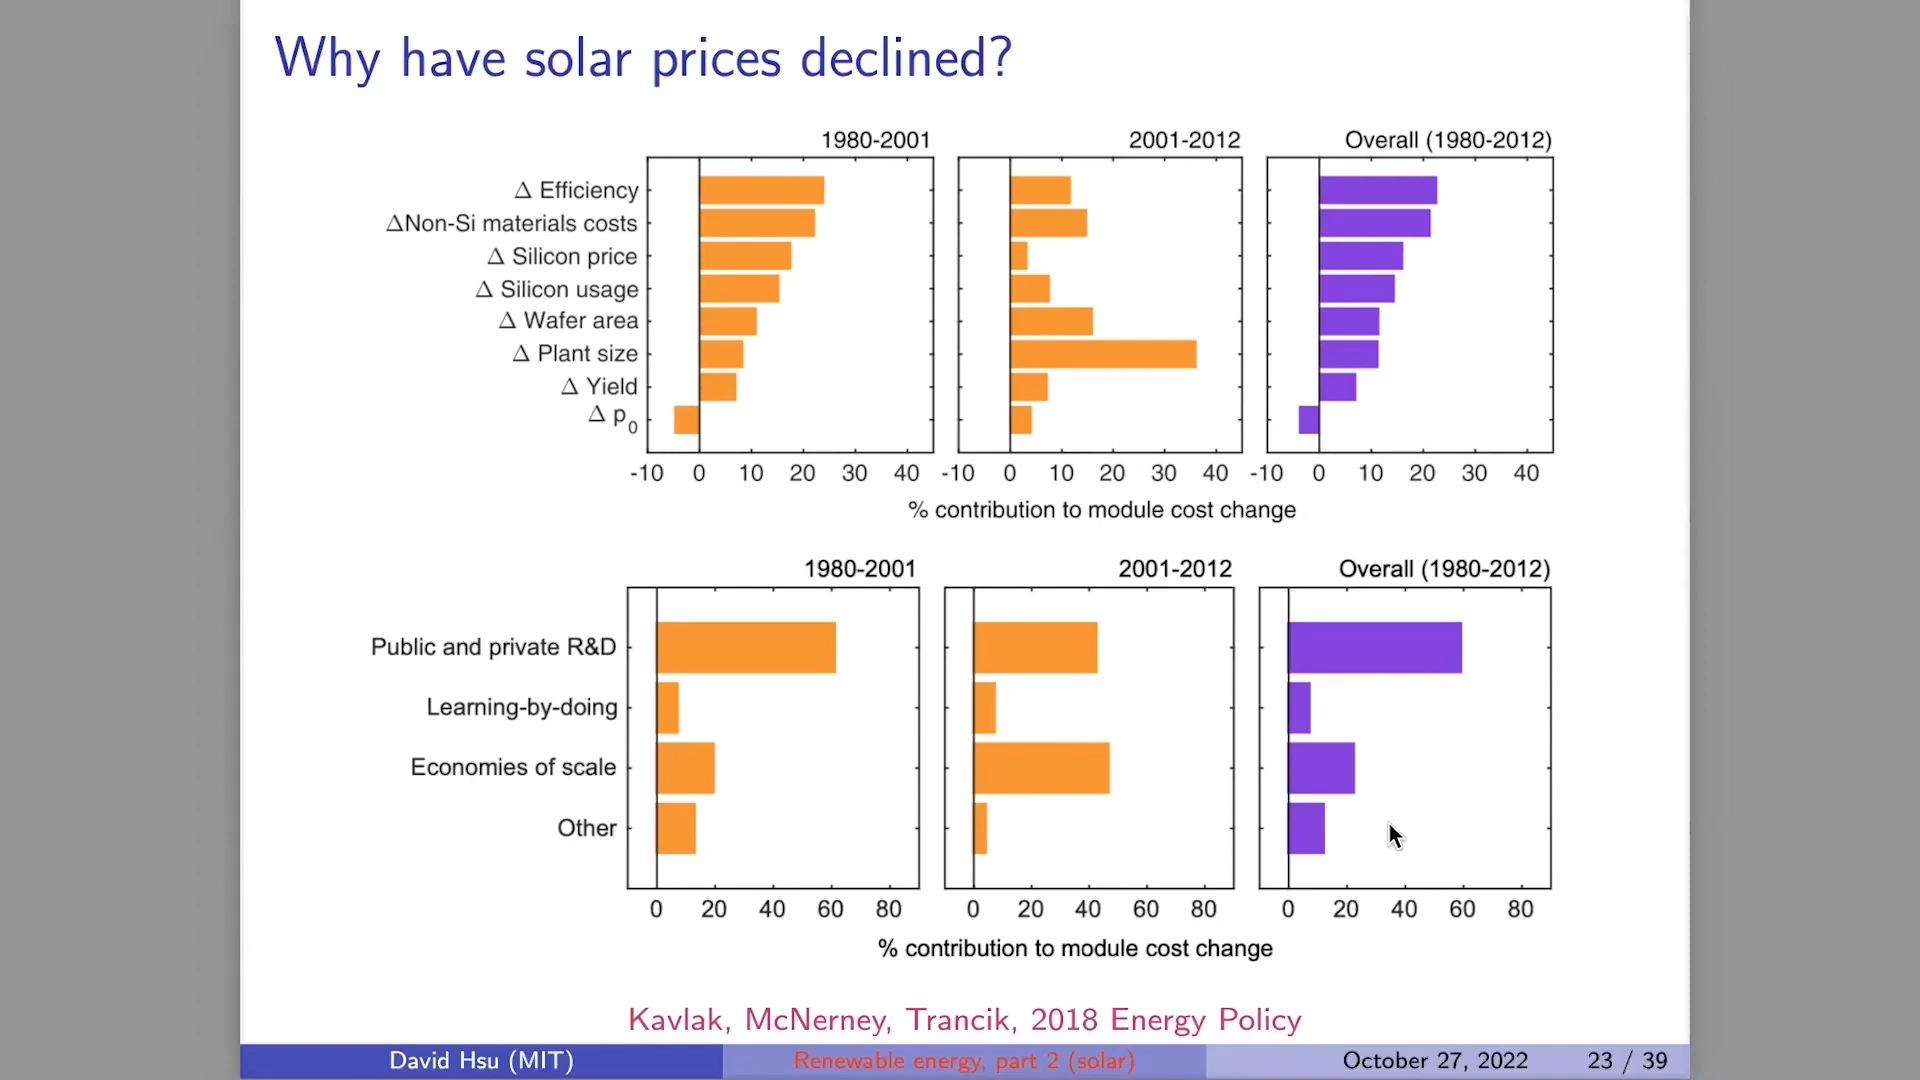 Why have solar prices declined?
1980-2001 2001-2012 Overall (1980-2012)
Δ Efficiency
ΔNon-Si materials costs
Δ Silicon price
Δ Silicon usage
Δ Wafer area
Δ Plant size
Δ Yield
Δ p0
-10 0 10 20 30 40 -10 0 10 20 30 40 -10 0 10 20 30 40
% contribution to module cost change
1980-2001 2001-2012 Overall (1980-2012)
Public and private R&D
Learning-by-doing
Economies of scale
Other
0 20 40 60 80 0 20 40 60 80 0 20 40 60 80
% contribution to module cost change
Kavlak, McNerney, Trancik, 2018 Energy Policy
David Hsu (MIT) Renewable energy, part 2 (solar) October 27, 2022 23 / 39